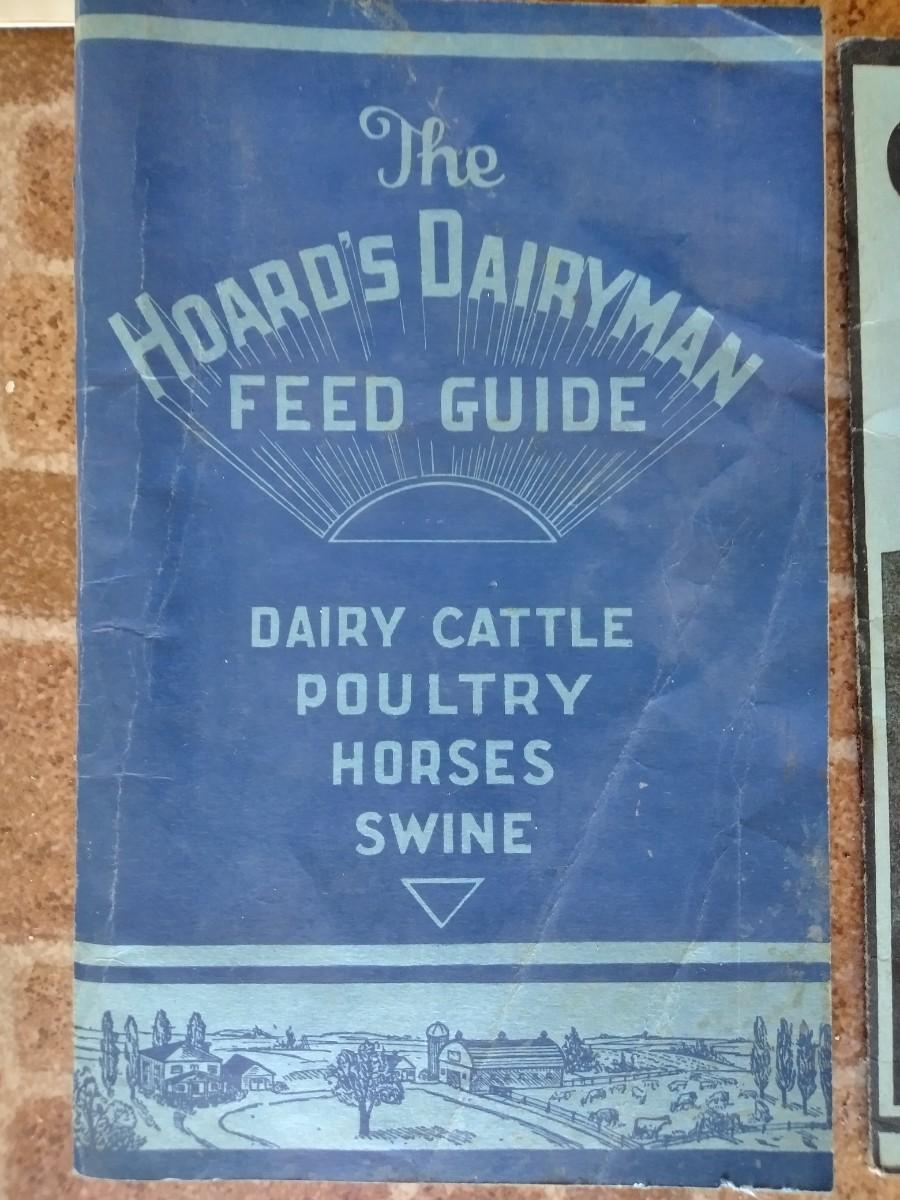 The
HOARD'S DAIRYMAN
FEED GUIDE
DAIRY CATTLE
POULTRY
HORSES
SWINE